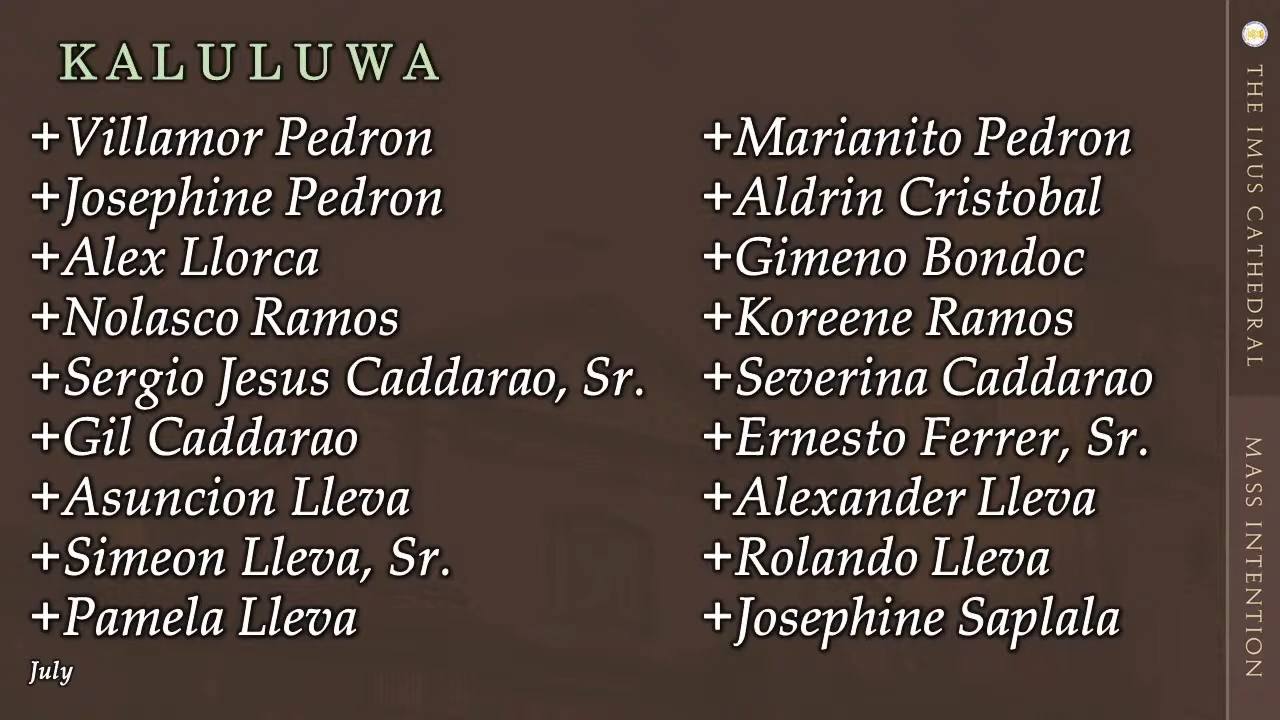 KALULUWA
+Villamor Pedron
+Josephine Pedron
+Alex Llorca
+Nolasco Ramos
+Sergio Jesus Caddarao, Sr.
+Gil Caddarao
+Asuncion Lleva
+Simeon Lleva, Sr.
+Pamela Lleva
+Marianito Pedron
+Aldrin Cristobal
+Gimeno Bondoc
+Koreene Ramos
+Severina Caddarao
+Ernesto Ferrer, Sr.
+Alexander Lleva
+Rolando Lleva
+Josephine Saplala
July
THE IMUS CATHEDRAL
MASS INTENTION